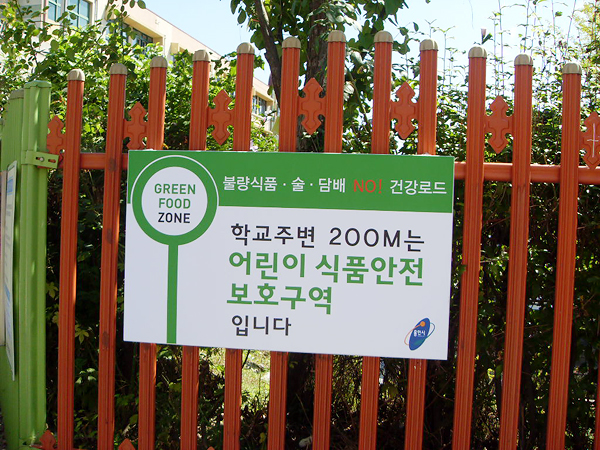 GREEN
FOOD
ZONE
불량식품 · 술 · 담배 NO! 건강로드
학교주변 200M는
어린이 식품안전
보호구역
입니다